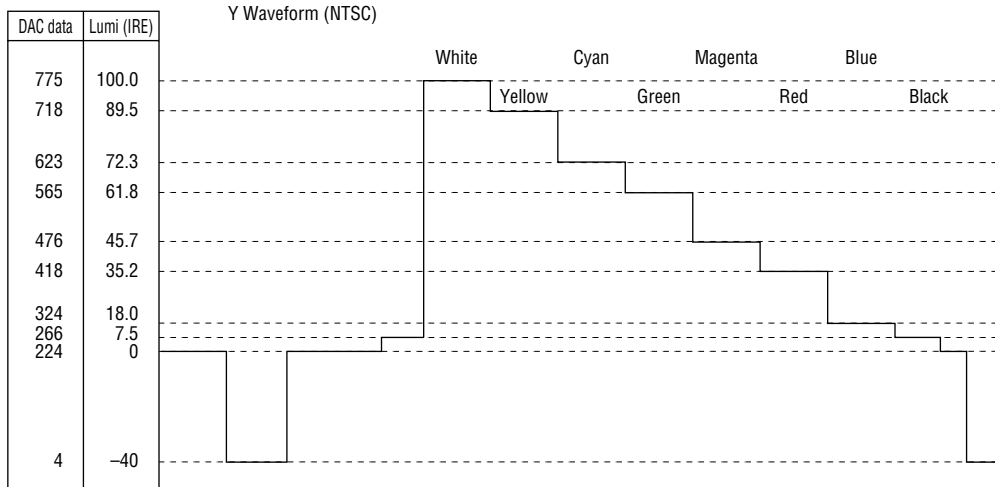 Y Waveform (NTSC)
DAC data Lumi (IRE)
White Cyan Magenta Blue
775 100.0
Yellow Green Red Black
718 89.5
623 72.3
565 61.8
476 45.7
418 35.2
324 18.0
266 7.5
224 0
4 –40